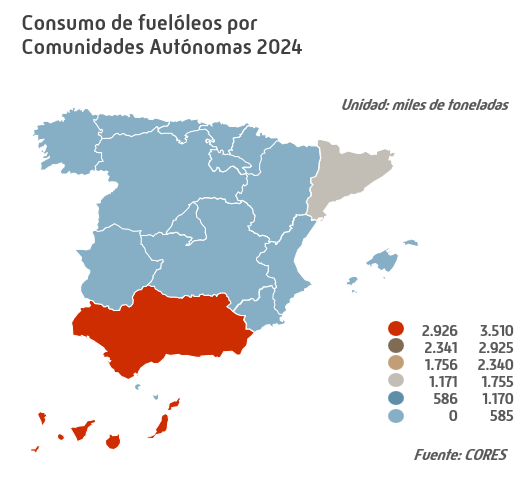 Consumo de fuelóleos por
Comunidades Autónomas 2024
Unidad: miles de toneladas
2.926 3.510
2.341 2.925
1.756 2.340
1.171 1.755
586 1.170
0 585
Fuente: CORES